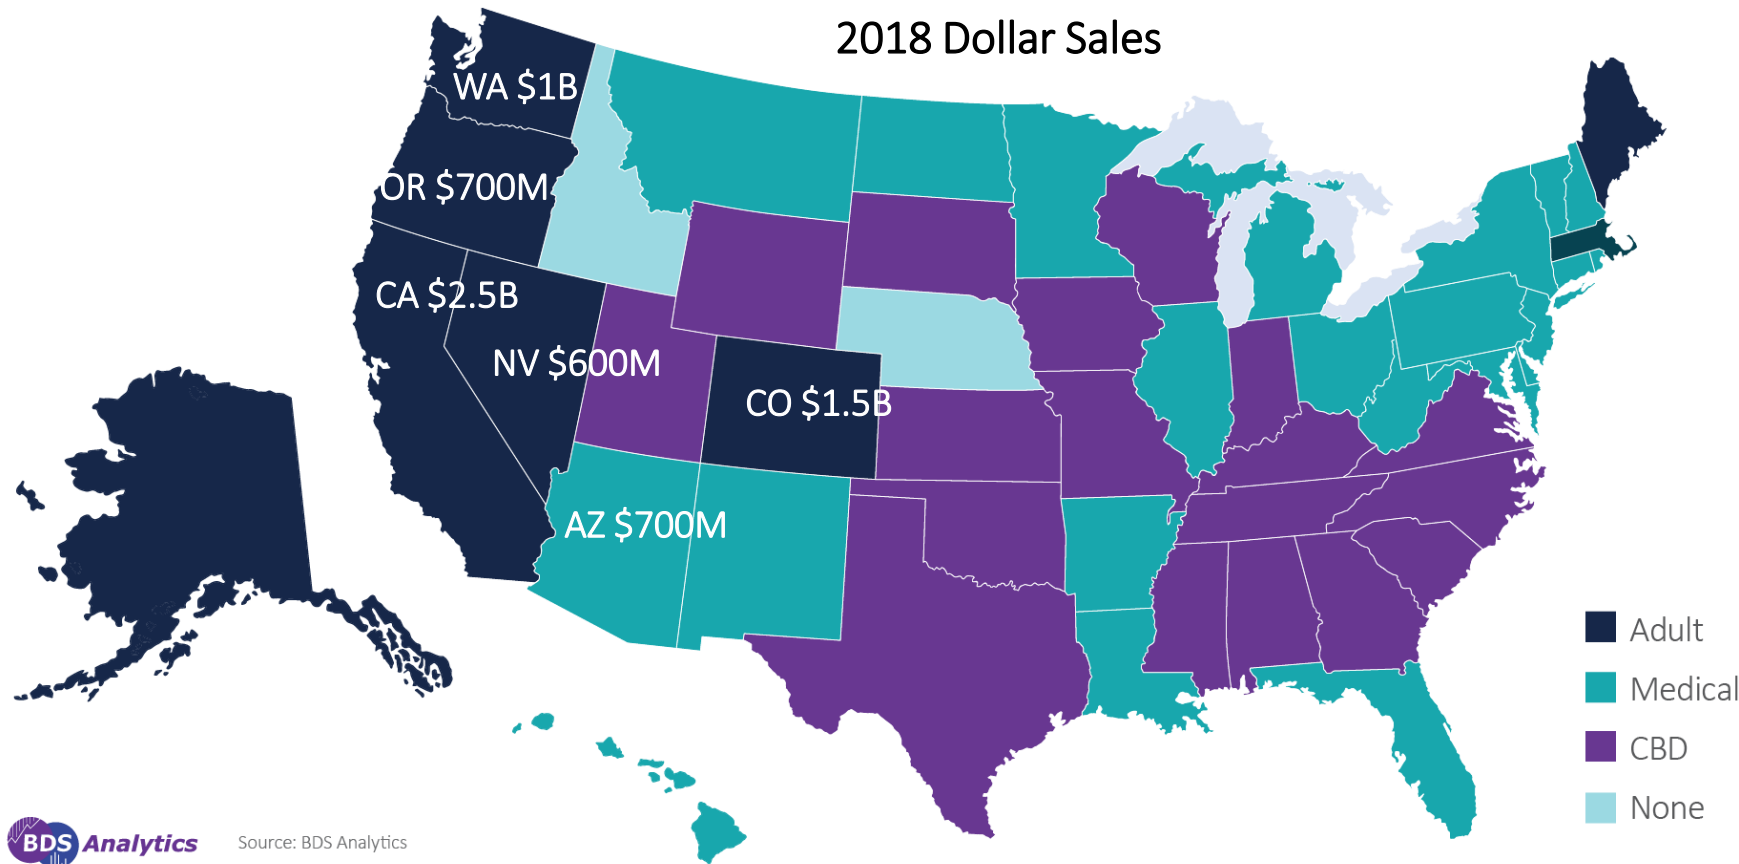 2018 Dollar Sales
WA $1B
OR $700M
CA $2.5B
NV $600M
CO $1.5B
AZ $700M
Adult
Medical
CBD
None
BDS Analytics
Source: BDS Analytics